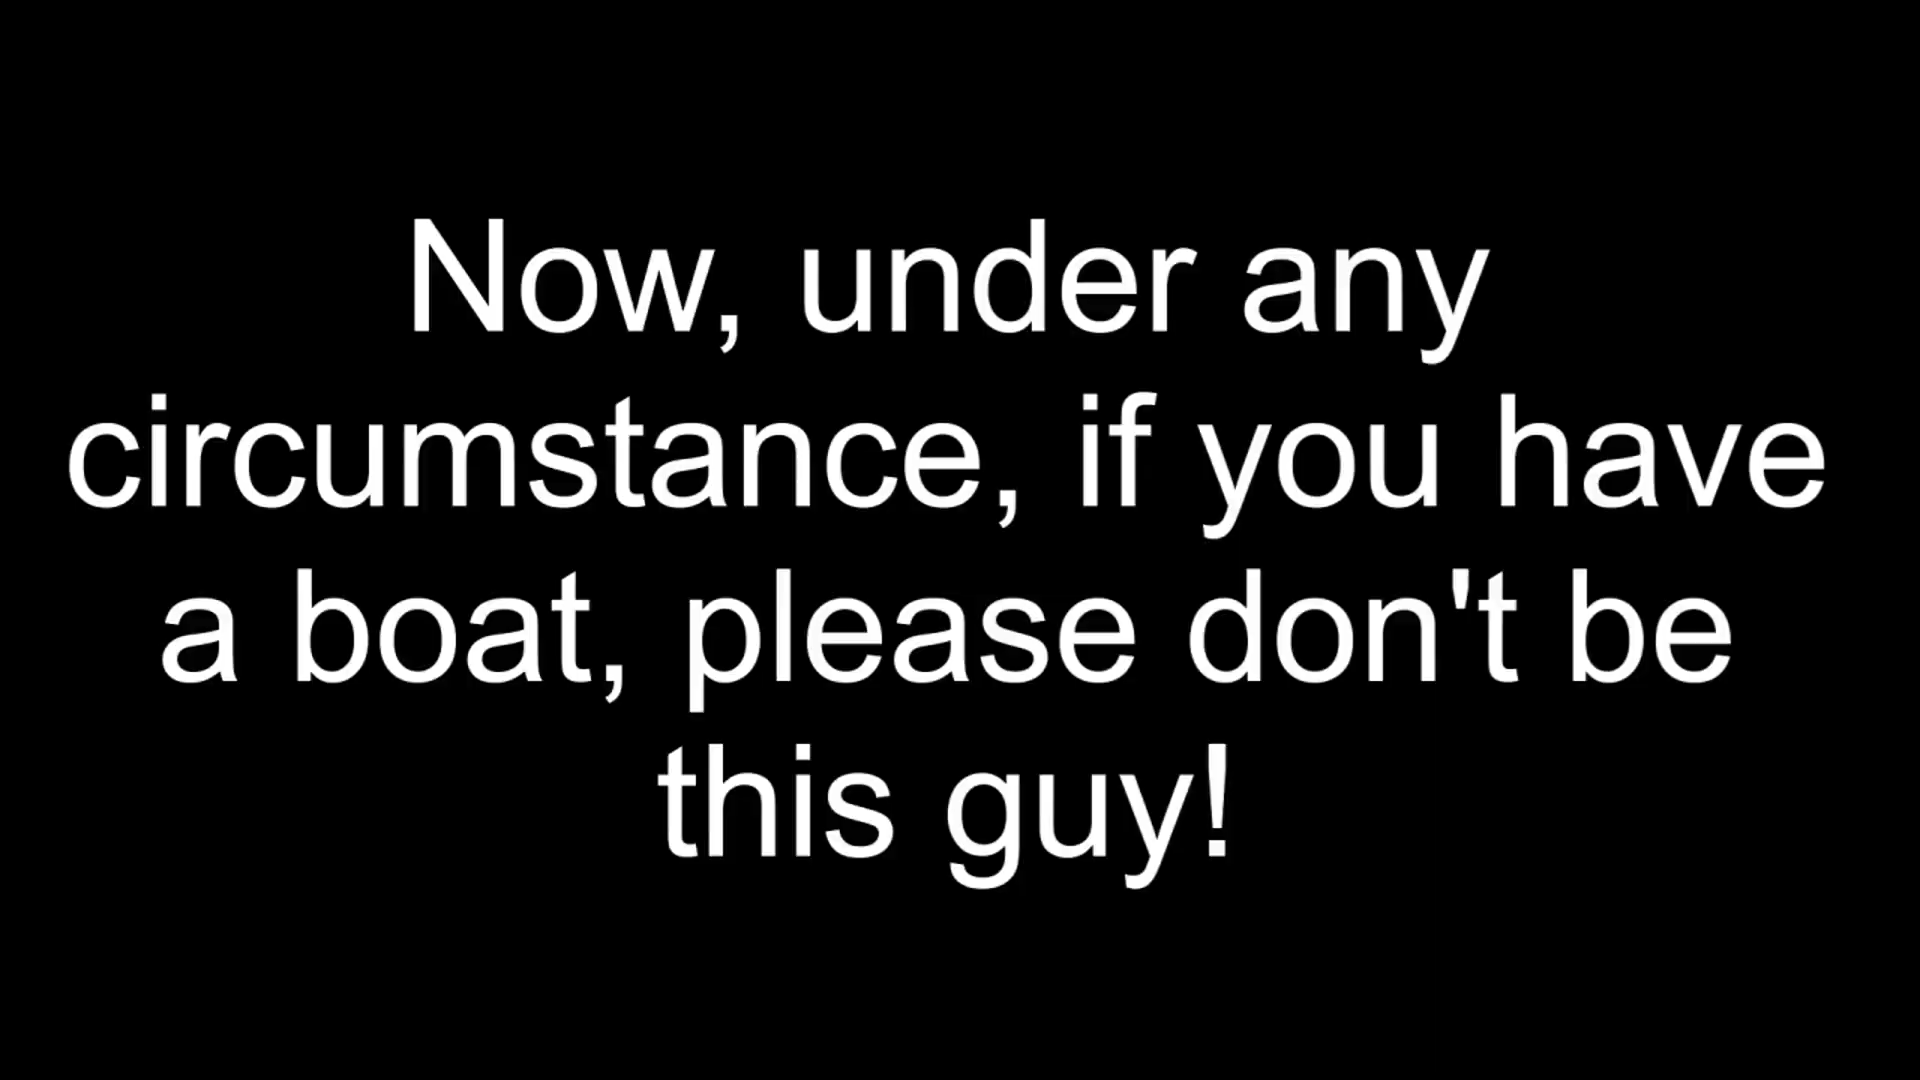 Now, under any
circumstance, if you have
a boat, please don't be
this guy!